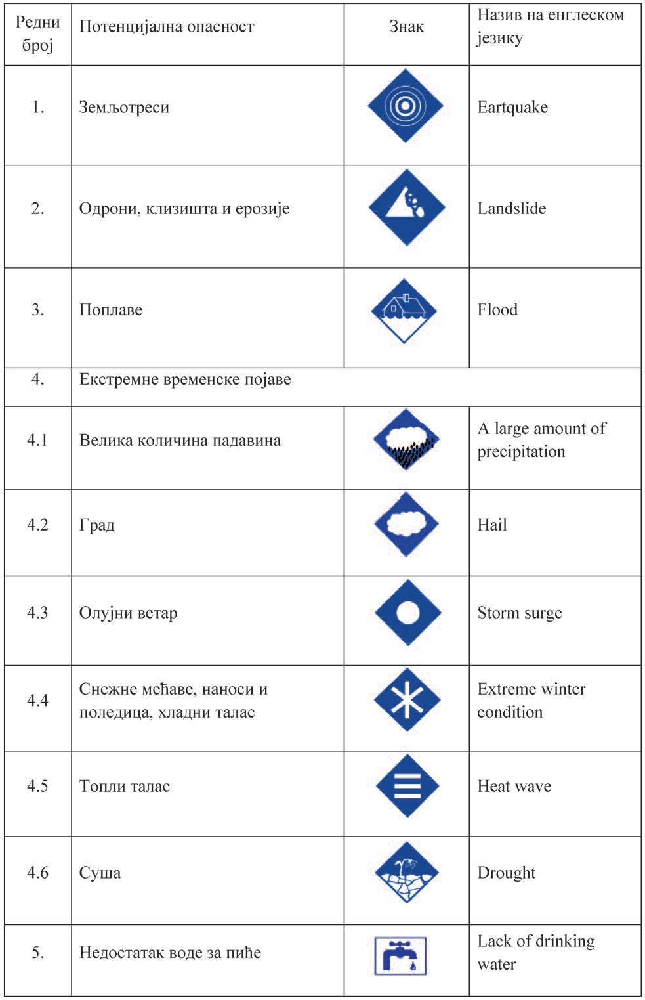 Редни
број
Потенцијална опасност
Знак
Назив на енглеском
језику
1.
Земљотреси
Eartquake
2.
Одрони, клизишта и ерозије
Landslide
3.
Поплаве
Flood
4.
Екстремне временске појаве
4.1
Велика количина падавина
A large amount of
precipitation
4.2
Град
Hail
4.3
Олујни ветар
Storm surge
4.4
Снежне мећаве, наноси и
поледица, хладни талас
Extreme winter
condition
4.5
Топли талас
Heat wave
4.6
Суша
Drought
5.
Недостатак воде за пиће
Lack of drinking
water